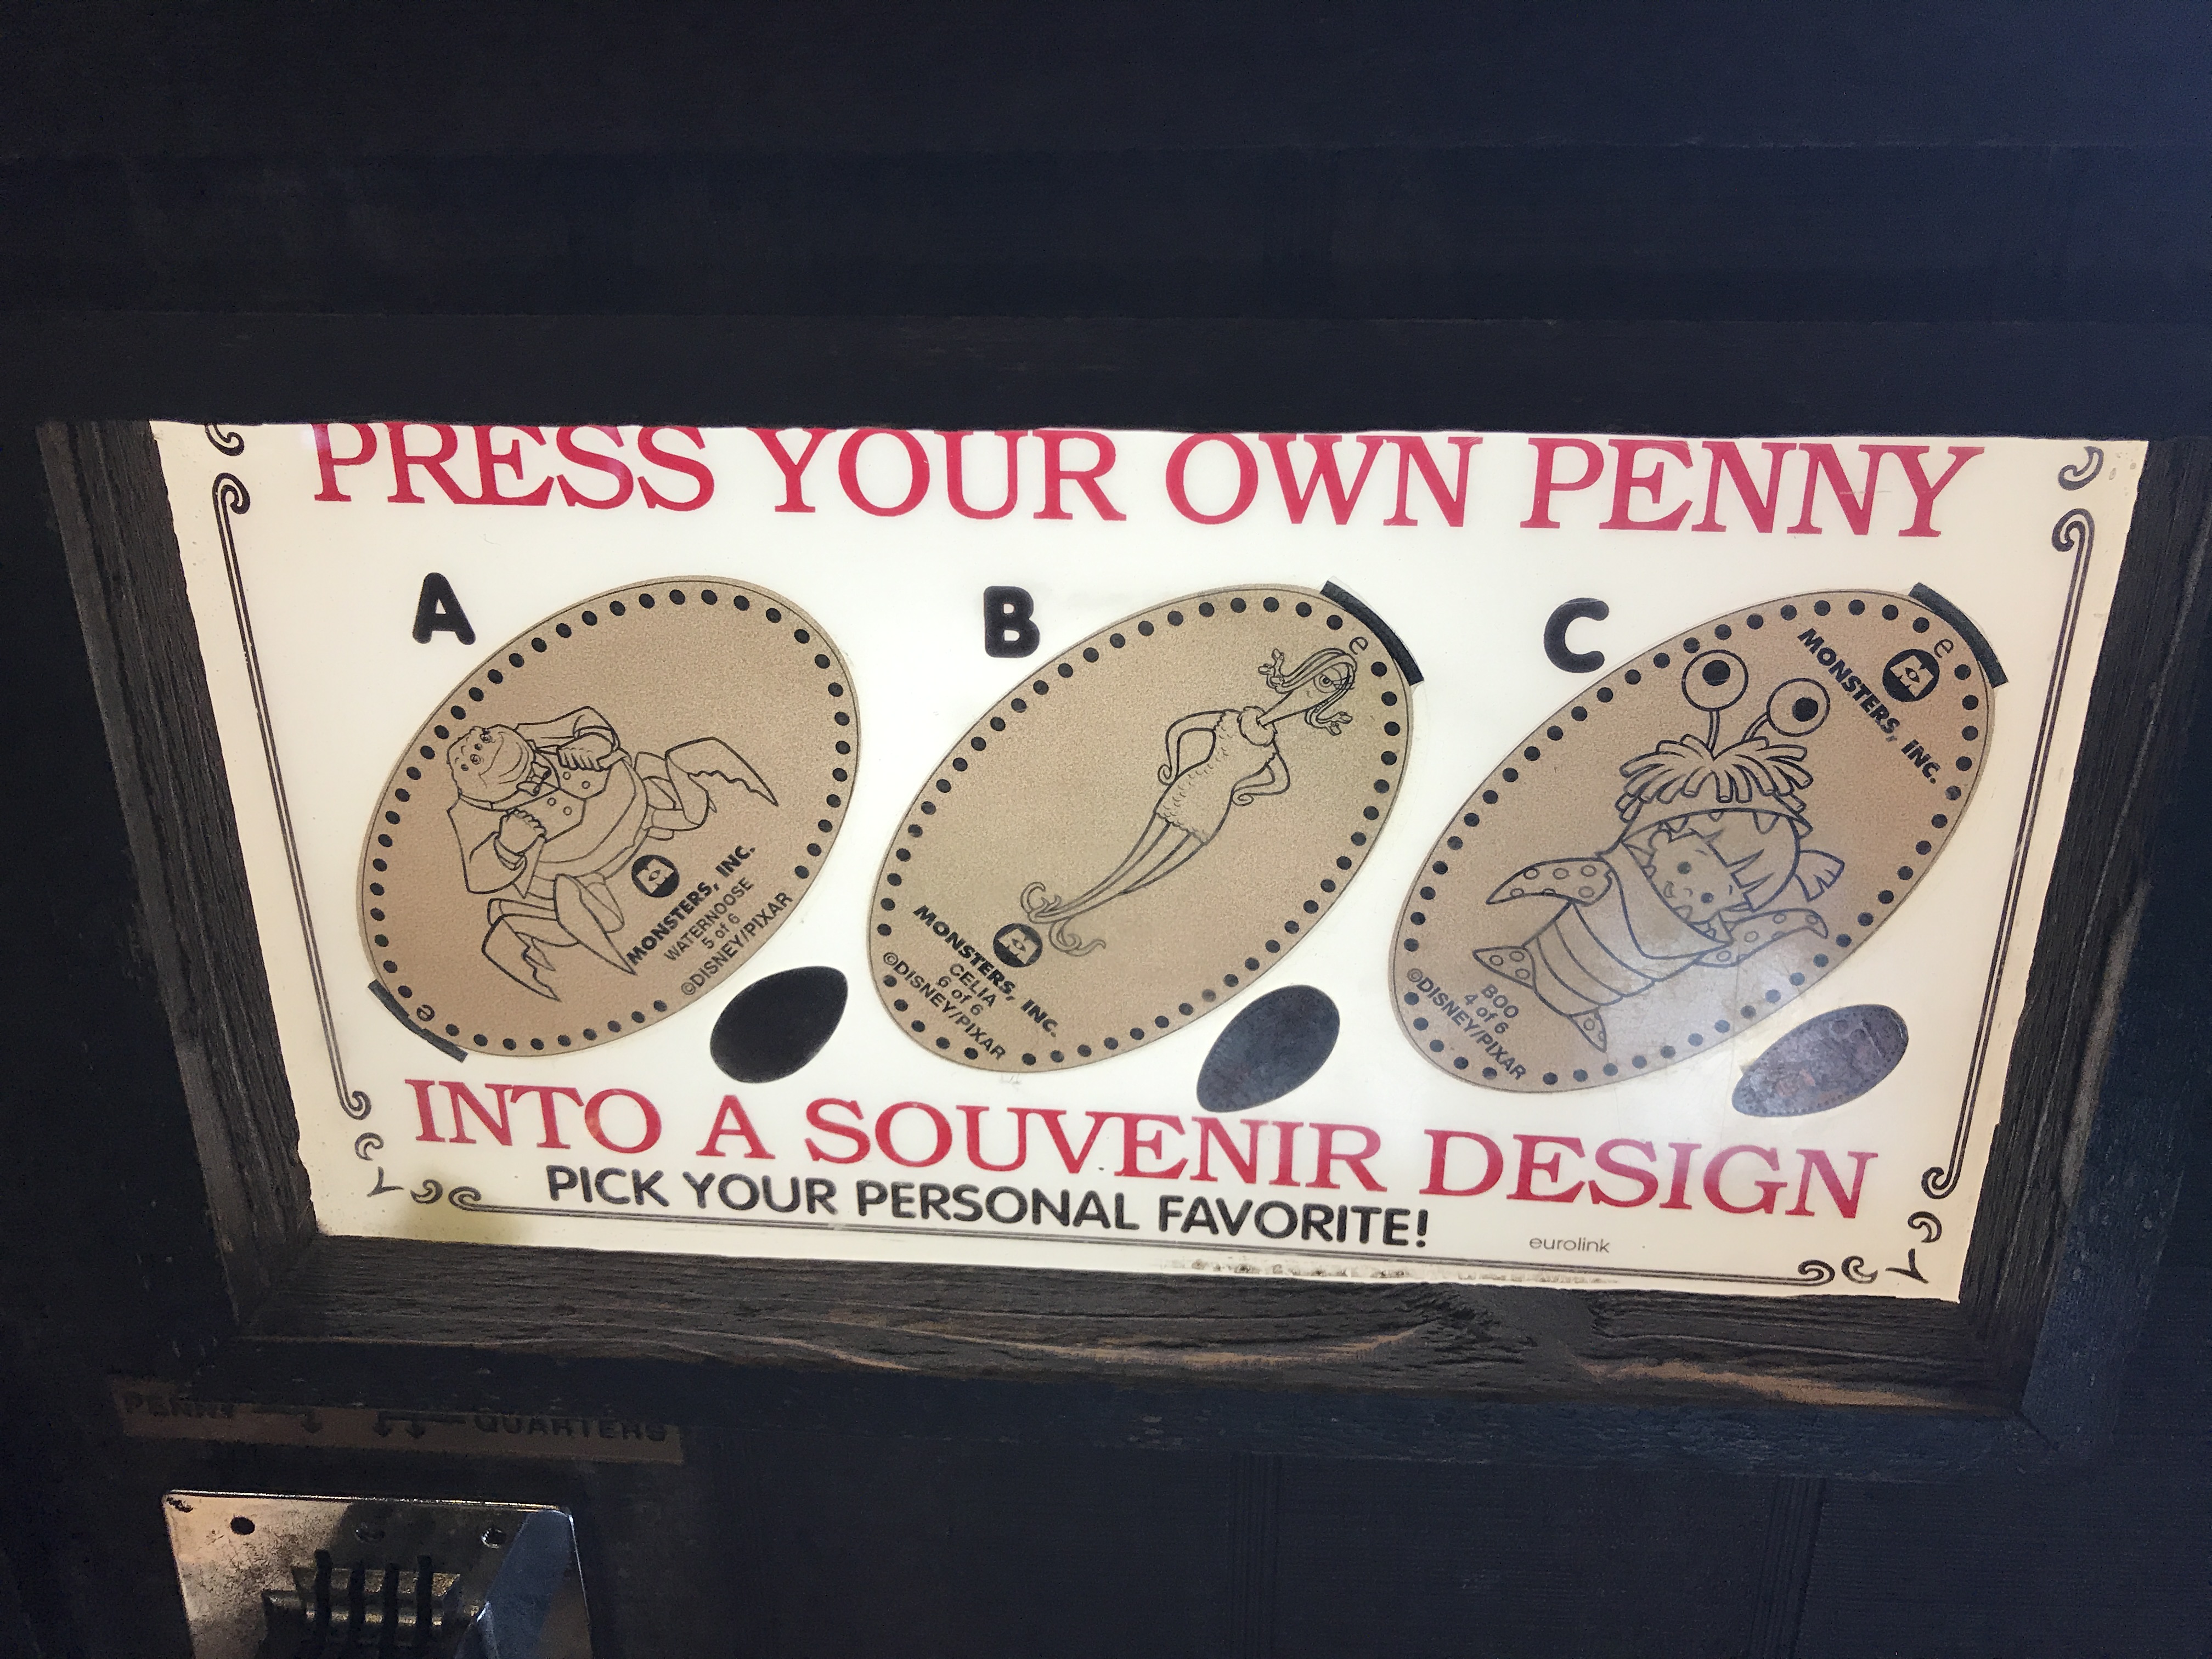 PRESS YOUR OWN PENNY
A
MONSTERS, INC.
WATERNOOSE
5 of 6
©DISNEY/PIXAR
e
B
e
MONSTERS, INC.
CELIA
6 of 6
©DISNEY/PIXAR
C
e
MONSTERS, INC.
BOO
4 of 6
©DISNEY/PIXAR
INTO A SOUVENIR DESIGN
PICK YOUR PERSONAL FAVORITE!
eurolink
PENNY QUARTERS